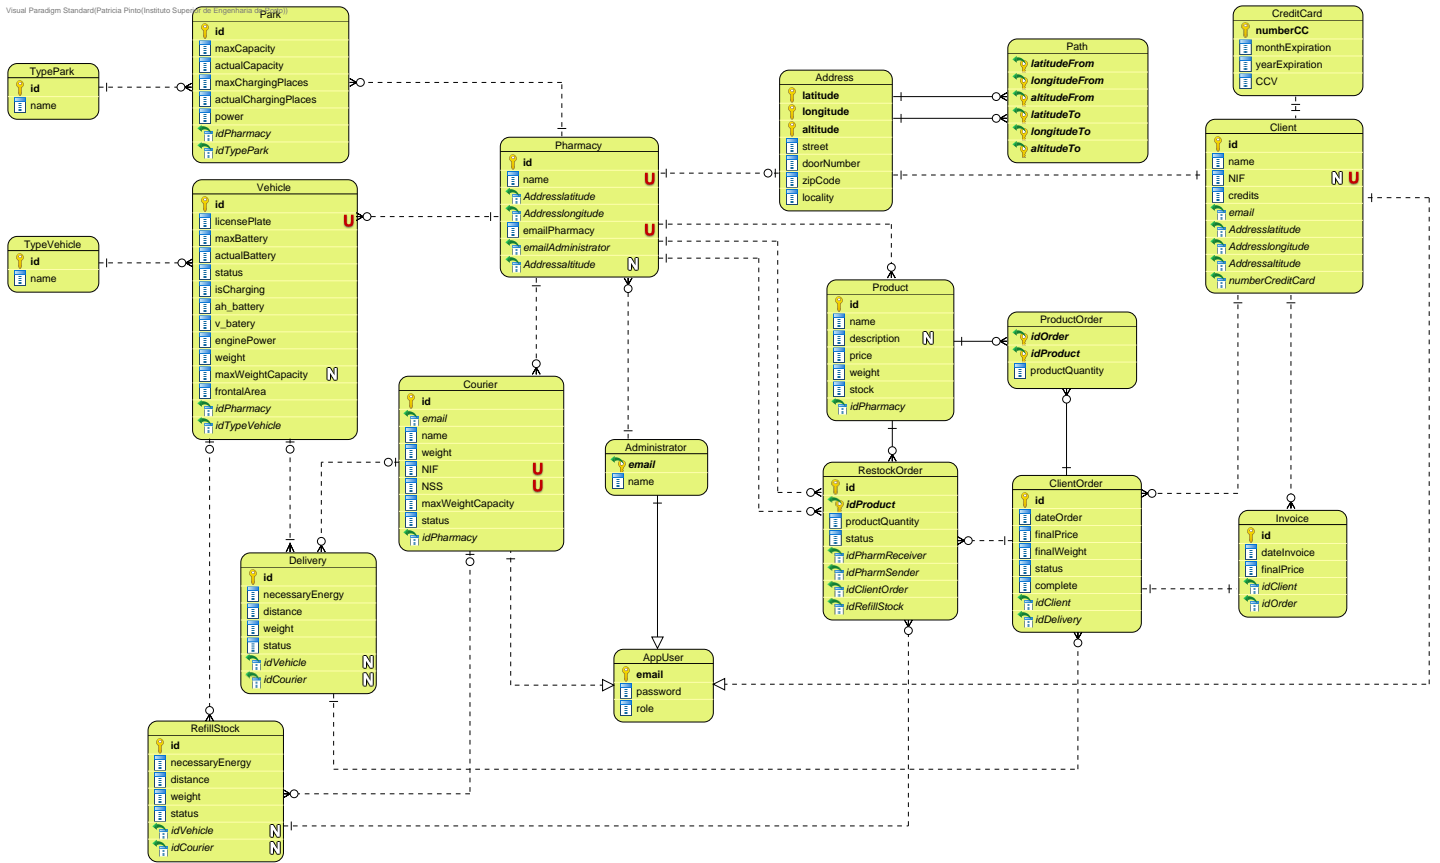 Visual Paradigm Standard(Patricia Pinto(Instituto Superior de Engenharia do Porto))
Park
id
maxCapacity
actualCapacity
maxChargingPlaces
actualChargingPlaces
power
idPharmacy
idTypePark
TypePark
id
name
Vehicle
id
licensePlate U
maxBattery
actualBattery
status
isCharging
ah_battery
v_batery
enginePower
weight
maxWeightCapacity N
frontalArea
idPharmacy
idTypeVehicle
TypeVehicle
id
name
Pharmacy
id
name U
Addresslatitude
Addresslongitude
emailPharmacy U
emailAdministrator
Addressaltitude N
Address
latitude
longitude
altitude
street
doorNumber
zipCode
locality
Path
latitudeFrom
longitudeFrom
altitudeFrom
latitudeTo
longitudeTo
altitudeTo
CreditCard
numberCC
monthExpiration
yearExpiration
CCV
Client
id
name
NIF N U
credits
email
Addresslatitude
Addresslongitude
Addressaltitude
numberCreditCard
Product
id
name
description N
price
weight
stock
idPharmacy
ProductOrder
idOrder
idProduct
productQuantity
Courier
id
email
name
weight
NIF U
NSS U
maxWeightCapacity
status
idPharmacy
Administrator
email
name
RestockOrder
id
idProduct
productQuantity
status
idPharmReceiver
idPharmSender
idClientOrder
idRefillStock
ClientOrder
id
dateOrder
finalPrice
finalWeight
status
complete
idClient
idDelivery
Invoice
id
dateInvoice
finalPrice
idClient
idOrder
Delivery
id
necessaryEnergy
distance
weight
status
idVehicle N
idCourier N
AppUser
email
password
role
RefillStock
id
necessaryEnergy
distance
weight
status
idVehicle N
idCourier N